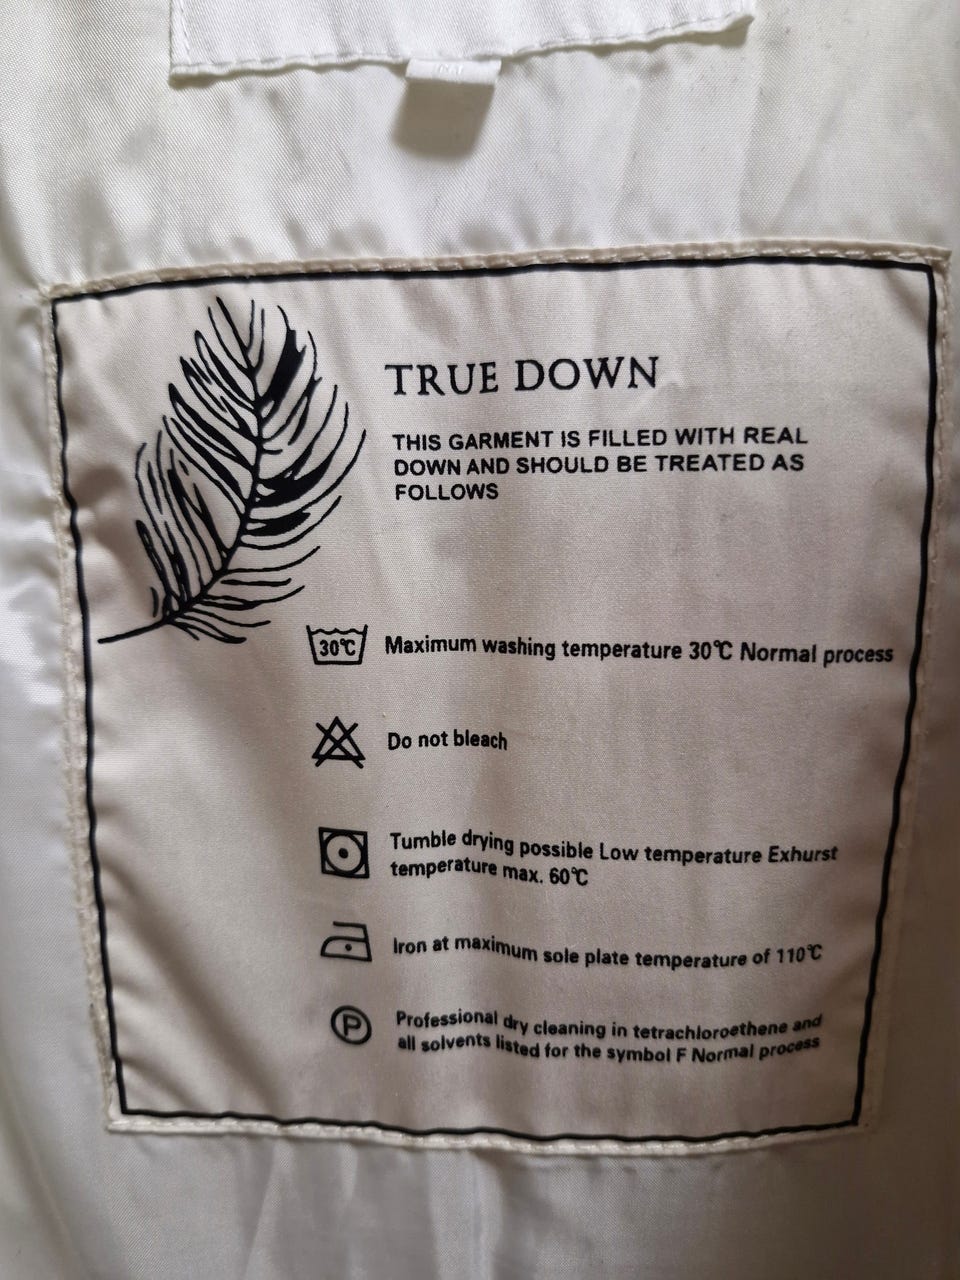 TRUE DOWN
THIS GARMENT IS FILLED WITH REAL
DOWN AND SHOULD BE TREATED AS
FOLLOWS
30℃ Maximum washing temperature 30℃ Normal process
Do not bleach
Tumble drying possible Low temperature Exhurst
temperature max. 60℃
Iron at maximum sole plate temperature of 110℃
P Professional dry cleaning in tetrachloroethene and
all solvents listed for the symbol F Normal process